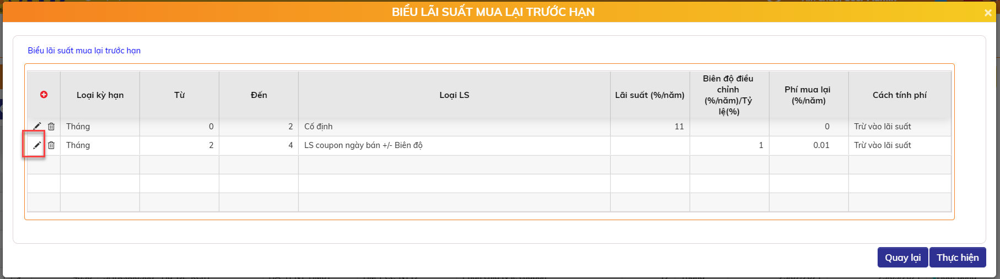 BIỂU LÃI SUẤT MUA LẠI TRƯỚC HẠN
Biểu lãi suất mua lại trước hạn
Loại kỳ hạn Từ Đến Loại LS Lãi suất (%/năm) Biên độ điều chỉnh (%/năm)/Tỷ lệ(%) Phí mua lại (%/năm) Cách tính phí
Tháng 0 2 Cố định 11 0 Trừ vào lãi suất
Tháng 2 4 LS coupon ngày bán +/- Biên độ 1 0.01 Trừ vào lãi suất
Quay lại Thực hiện